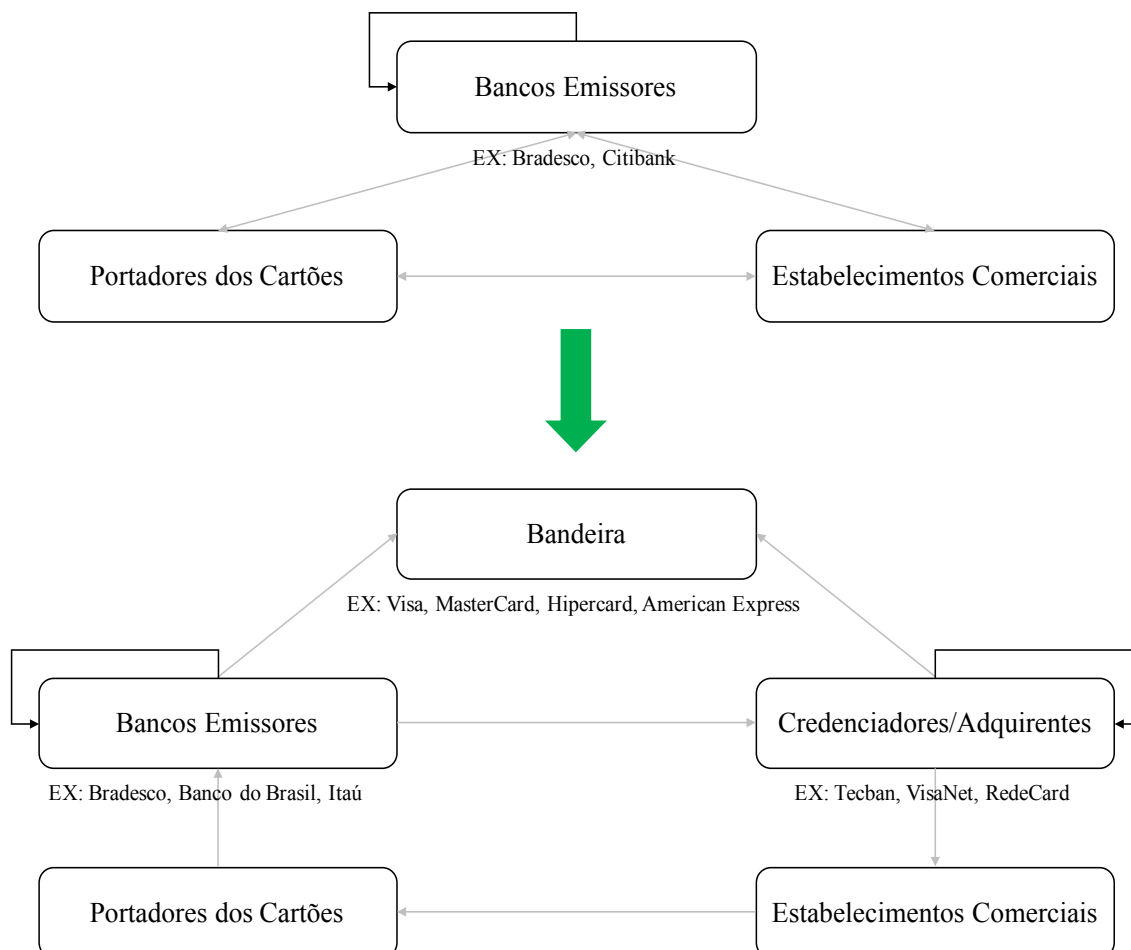 Bancos Emissores
EX: Bradesco, Citibank
Portadores dos Cartões
Estabelecimentos Comerciais
Bandeira
EX: Visa, MasterCard, Hipercard, American Express
Bancos Emissores
Credenciadores/Adquirentes
EX: Bradesco, Banco do Brasil, Itaú
EX: Tecban, VisaNet, RedeCard
Portadores dos Cartões
Estabelecimentos Comerciais